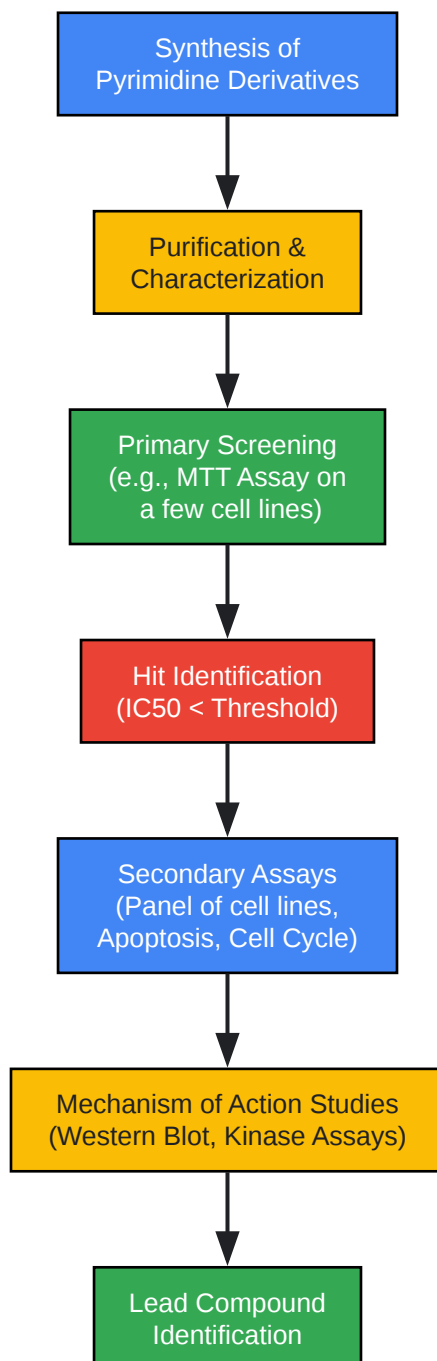 Synthesis of
Pyrimidine Derivatives
Purification &
Characterization
Primary Screening
(e.g., MTT Assay on
a few cell lines)
Hit Identification
(IC50 < Threshold)
Secondary Assays
(Panel of cell lines,
Apoptosis, Cell Cycle)
Mechanism of Action Studies
(Western Blot, Kinase Assays)
Lead Compound
Identification